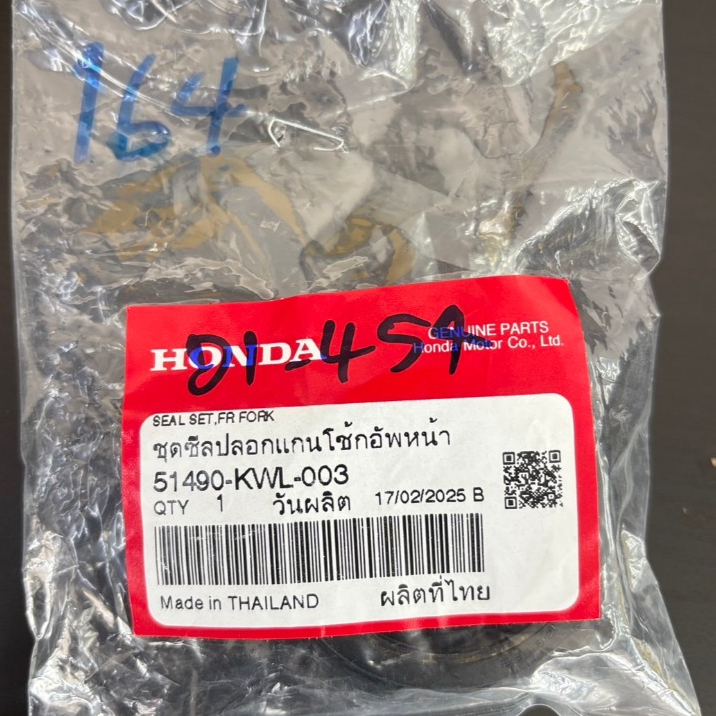 164
HONDA
21-459
GENUINE PARTS
Honda Motor Co., Ltd.
SEAL SET,FR FORK
ชุดซีลปลอกแกนโช้กอัพหน้า
51490-KWL-003
QTY 1 วันผลิต 17/02/2025 B
Made in THAILAND ผลิตที่ไทย